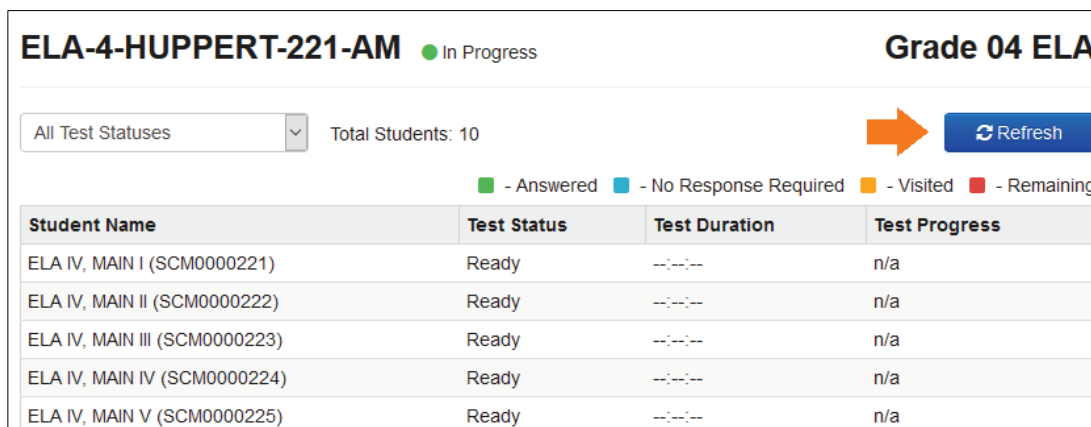 ELA-4-HUPPERT-221-AM In Progress Grade 04 ELA
All Test Statuses Total Students: 10 Refresh
- Answered - No Response Required - Visited - Remaining
Student Name Test Status Test Duration Test Progress
ELA IV, MAIN I (SCM0000221) Ready --:--:-- n/a
ELA IV, MAIN II (SCM0000222) Ready --:--:-- n/a
ELA IV, MAIN III (SCM0000223) Ready --:--:-- n/a
ELA IV, MAIN IV (SCM0000224) Ready --:--:-- n/a
ELA IV, MAIN V (SCM0000225) Ready --:--:-- n/a